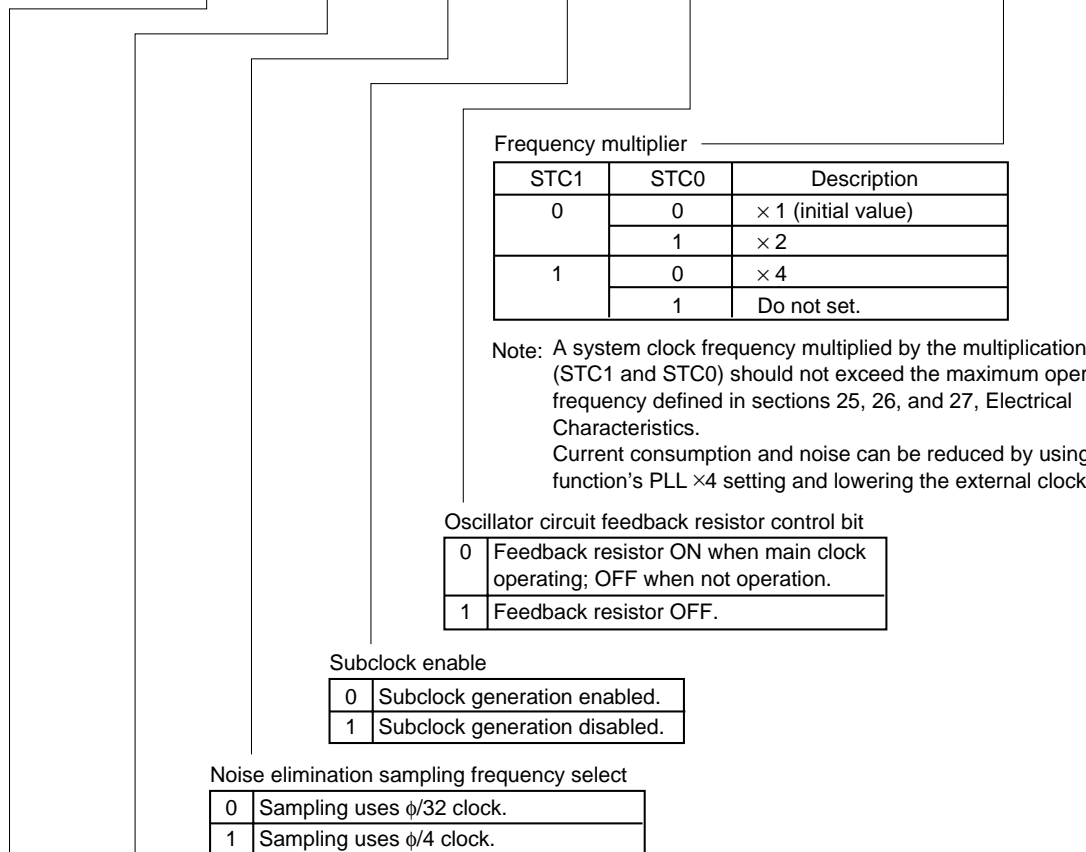 Frequency multiplier
STC1 STC0 Description
0 0 × 1 (initial value)
1 × 2
1 0 × 4
1 Do not set.
Note: A system clock frequency multiplied by the multiplication
(STC1 and STC0) should not exceed the maximum oper
frequency defined in sections 25, 26, and 27, Electrical
Characteristics.
Current consumption and noise can be reduced by using
function's PLL ×4 setting and lowering the external clock
Oscillator circuit feedback resistor control bit
0 Feedback resistor ON when main clock
operating; OFF when not operation.
1 Feedback resistor OFF.
Subclock enable
0 Subclock generation enabled.
1 Subclock generation disabled.
Noise elimination sampling frequency select
0 Sampling uses ϕ/32 clock.
1 Sampling uses ϕ/4 clock.